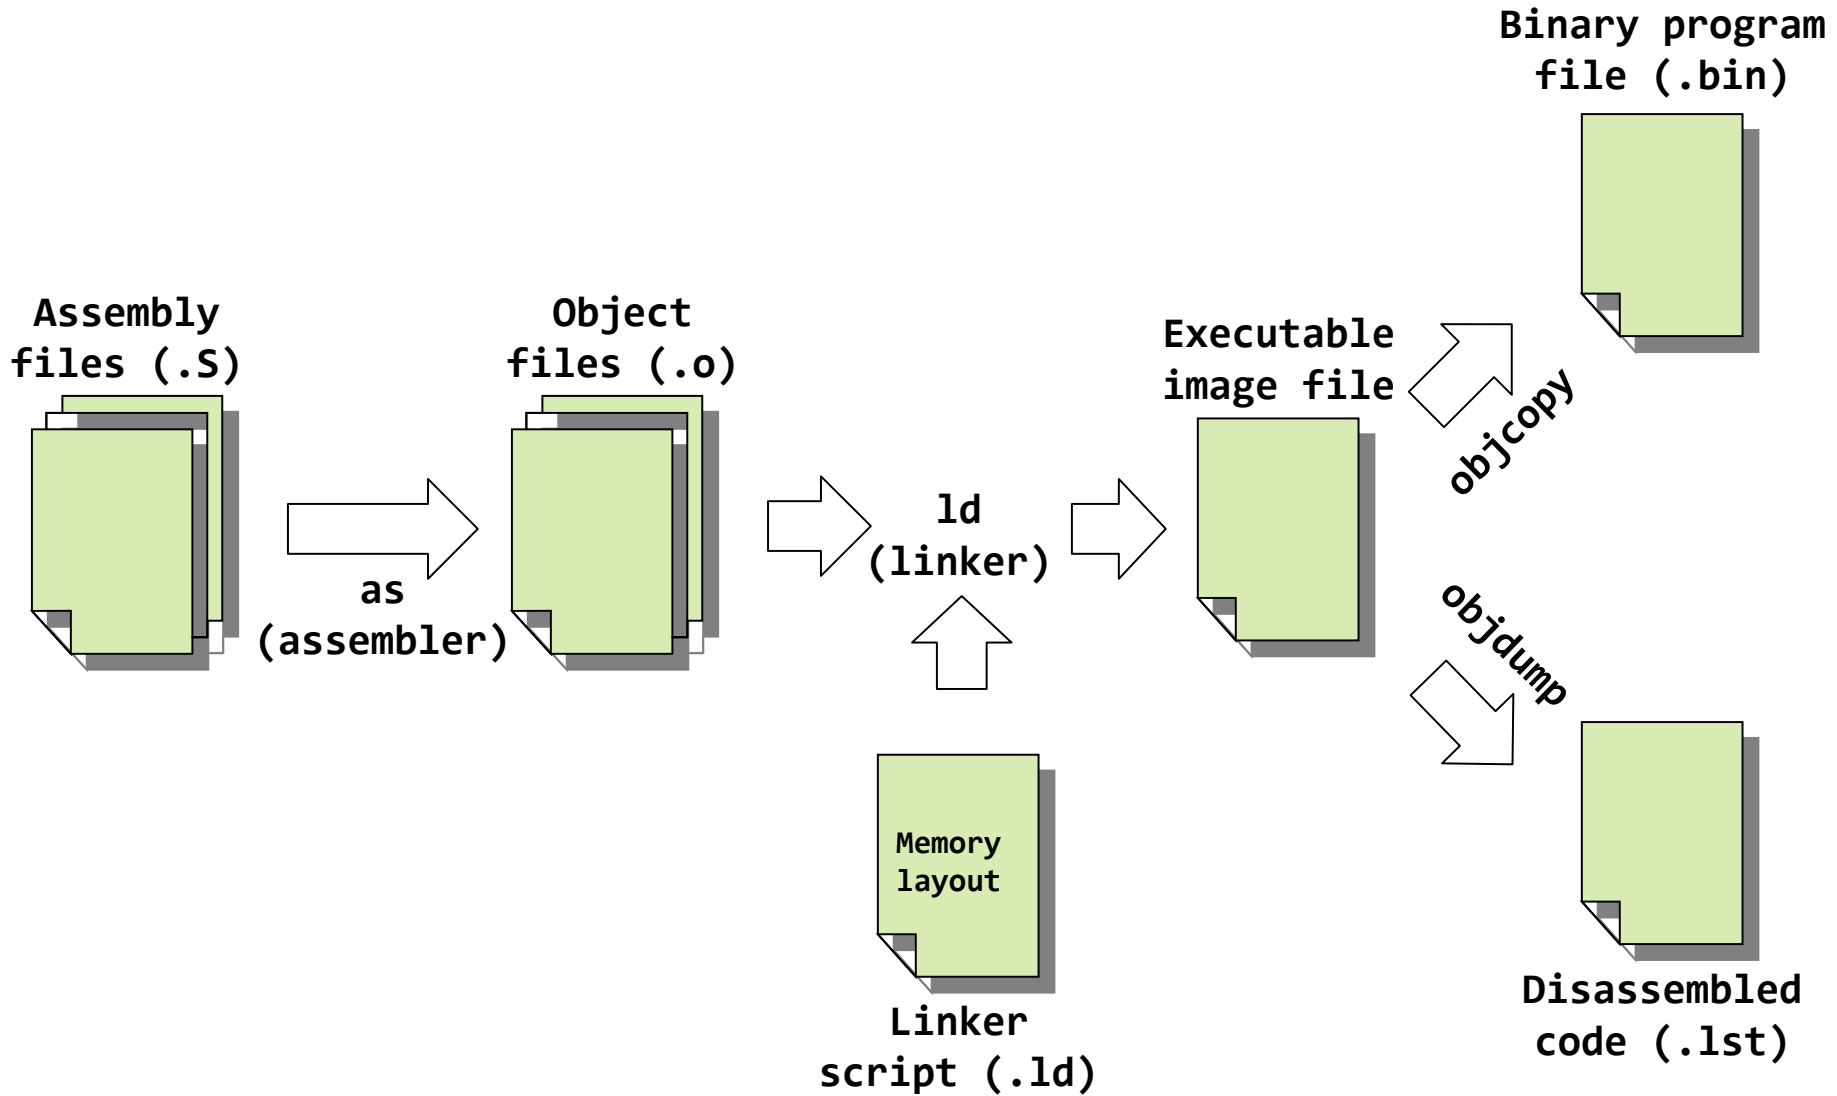 Binary program
file (.bin)
Assembly
files (.S)
Object
files (.o)
Executable
image file
objcopy
ld
(linker)
as
(assembler)
objdump
Memory
layout
Linker
script (.ld)
Disassembled
code (.lst)